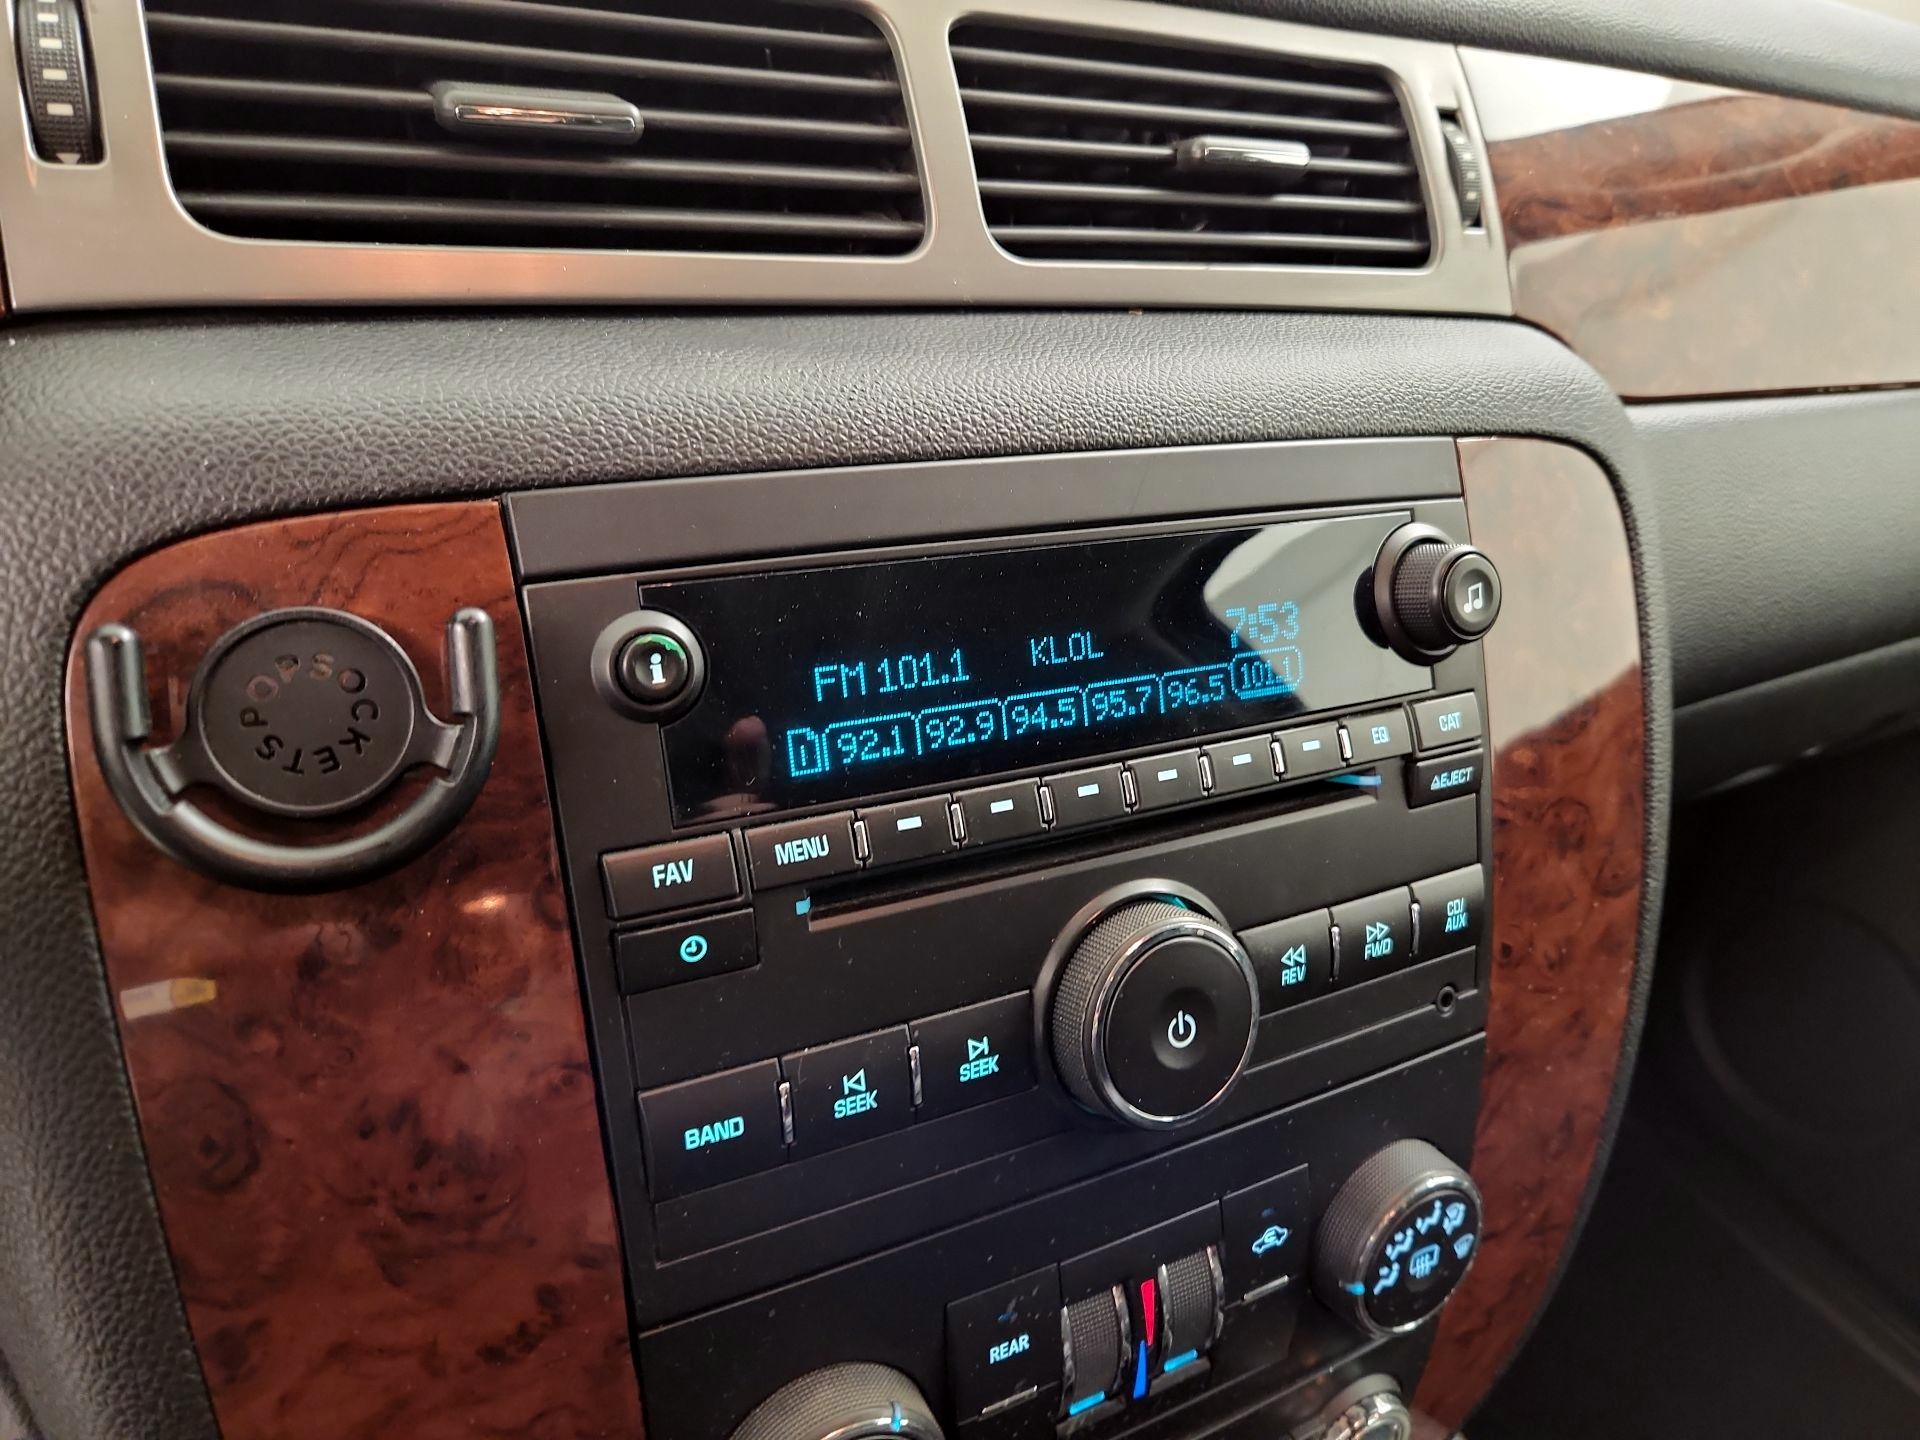 POPSOCKETS
i
FM 101.1 KLOL 7:53
D 92.1 92.9 94.5 95.7 96.5 101.1
FAV MENU EQ CAT
EJECT
REV FWD CD/
AUX
BAND SEEK SEEK
REAR